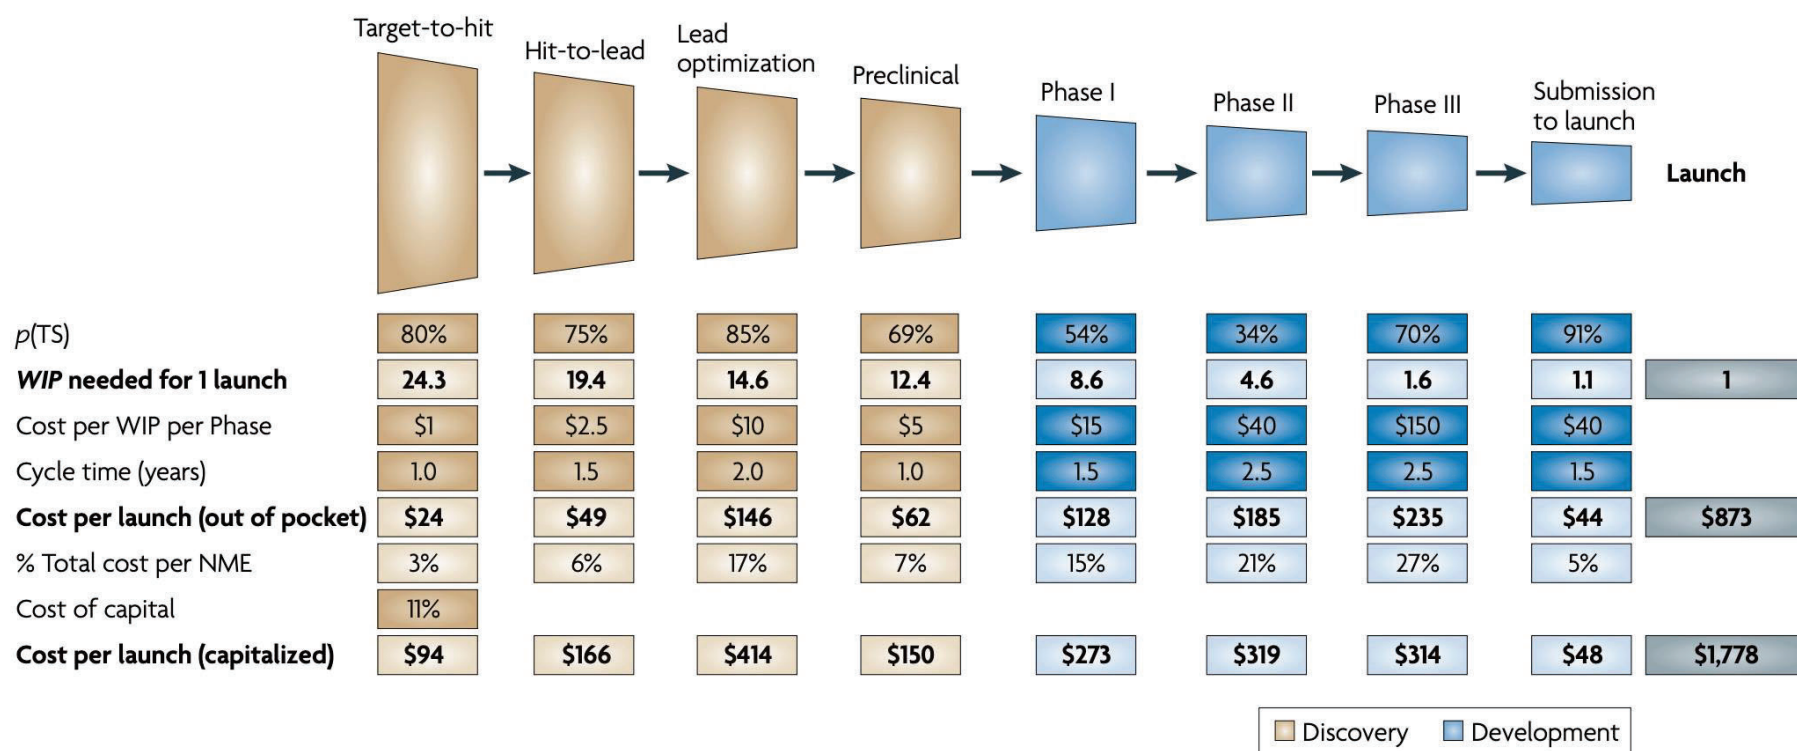 Target-to-hit
Hit-to-lead
Lead
optimization
Preclinical
Phase I
Phase II
Phase III
Submission
to launch
Launch
p(TS) 80% 75% 85% 69% 54% 34% 70% 91%
WIP needed for 1 launch 24.3 19.4 14.6 12.4 8.6 4.6 1.6 1.1 1
Cost per WIP per Phase $1 $2.5 $10 $5 $15 $40 $150 $40
Cycle time (years) 1.0 1.5 2.0 1.0 1.5 2.5 2.5 1.5
Cost per launch (out of pocket) $24 $49 $146 $62 $128 $185 $235 $44 $873
% Total cost per NME 3% 6% 17% 7% 15% 21% 27% 5%
Cost of capital 11%
Cost per launch (capitalized) $94 $166 $414 $150 $273 $319 $314 $48 $1,778
Discovery Development